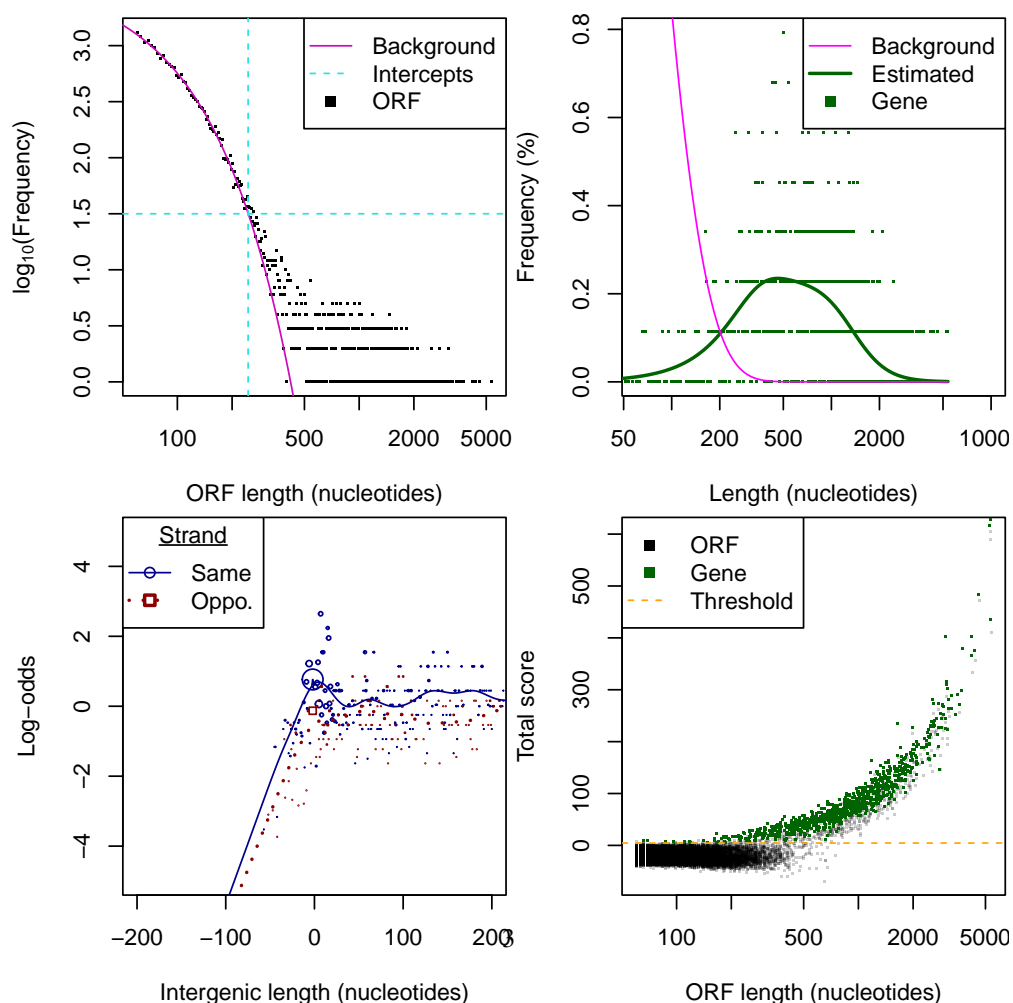 log10(Frequency)
3.0
2.5
2.0
1.5
1.0
0.5
0.0
Background
Intercepts
ORF
100 500 2000 5000
ORF length (nucleotides)
Frequency (%)
0.8
0.6
0.4
0.2
0.0
Background
Estimated
Gene
50 200 500 2000 1000
Length (nucleotides)
Log−odds
4
2
0
−2
−4
Strand
Same
Oppo.
−200 −100 0 100 200
Intergenic length (nucleotides)
Total score
500
300
100
0
ORF
Gene
Threshold
100 500 2000 5000
ORF length (nucleotides)